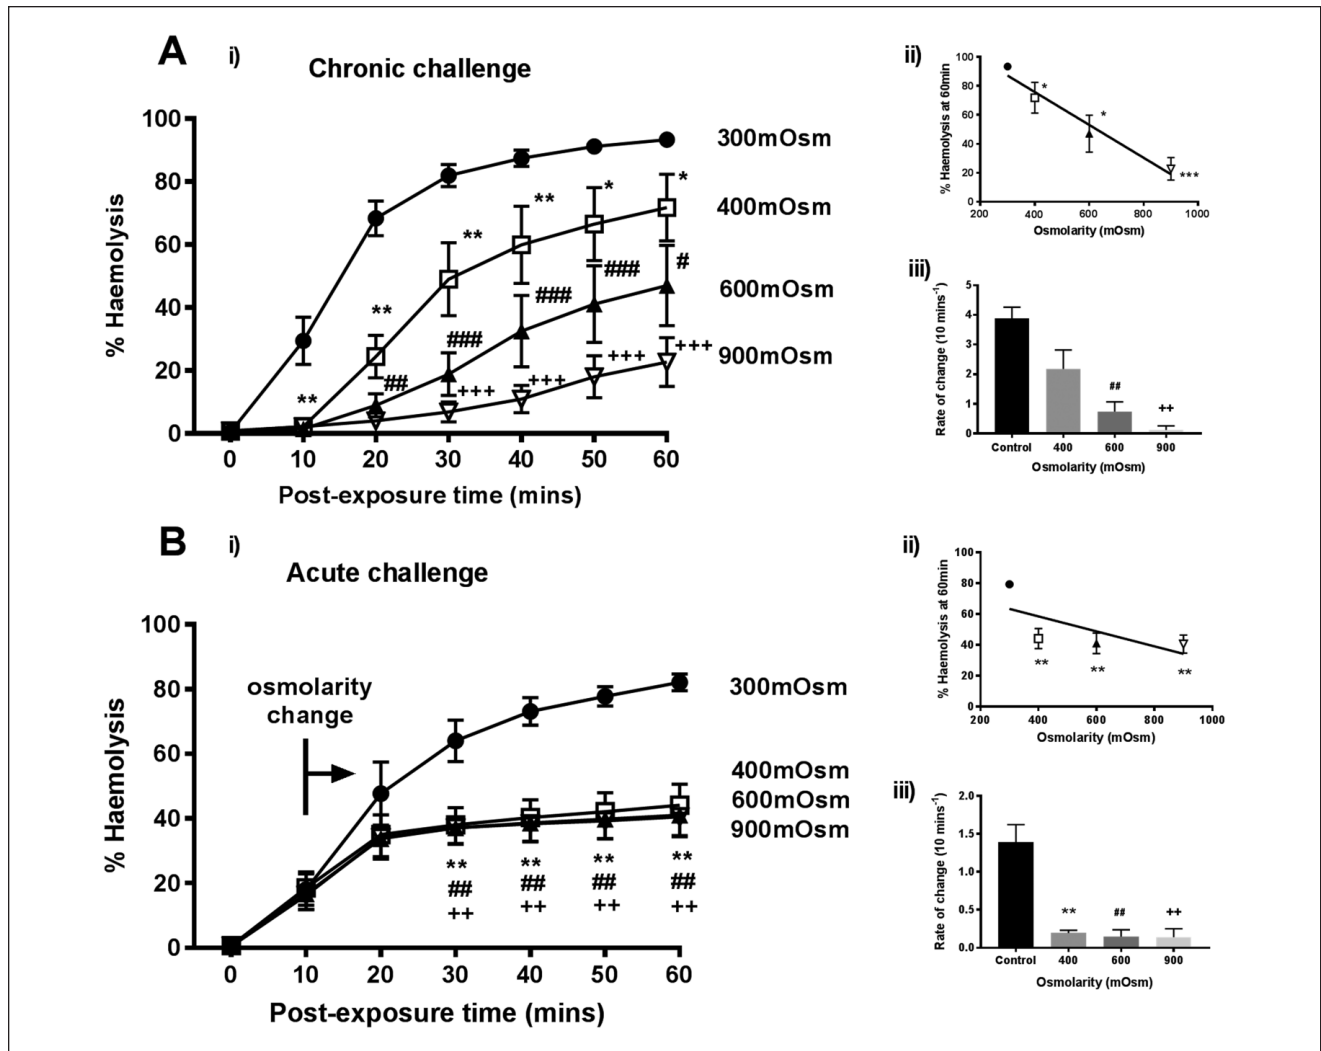 A
i)
Chronic challenge
% Haemolysis
100
80
60
40
20
0
0 10 20 30 40 50 60
Post-exposure time (mins)
300mOsm
400mOsm
600mOsm
900mOsm
** ** ** ** * *
## ### ### ### #
+++ +++ +++ +++
ii)
% Haemolysis at 60min
100
80
60
40
20
0
200 400 600 800 1000
Osmolarity (mOsm)
* * ***
iii)
Rate of change (10 mins⁻¹)
5
4
3
2
1
0
## ++
Control 400 600 900
Osmolarity (mOsm)
B
i)
Acute challenge
% Haemolysis
100
80
60
40
20
0
osmolarity
change
0 10 20 30 40 50 60
Post-exposure time (mins)
300mOsm
400mOsm
600mOsm
900mOsm
** ** ** **
## ## ## ##
++ ++ ++ ++
ii)
% Haemolysis at 60min
100
80
60
40
20
0
200 400 600 800 1000
Osmolarity (mOsm)
** ** **
iii)
Rate of change (10 mins⁻¹)
2.0
1.5
1.0
0.5
0.0
** ## ++
Control 400 600 900
Osmolarity (mOsm)